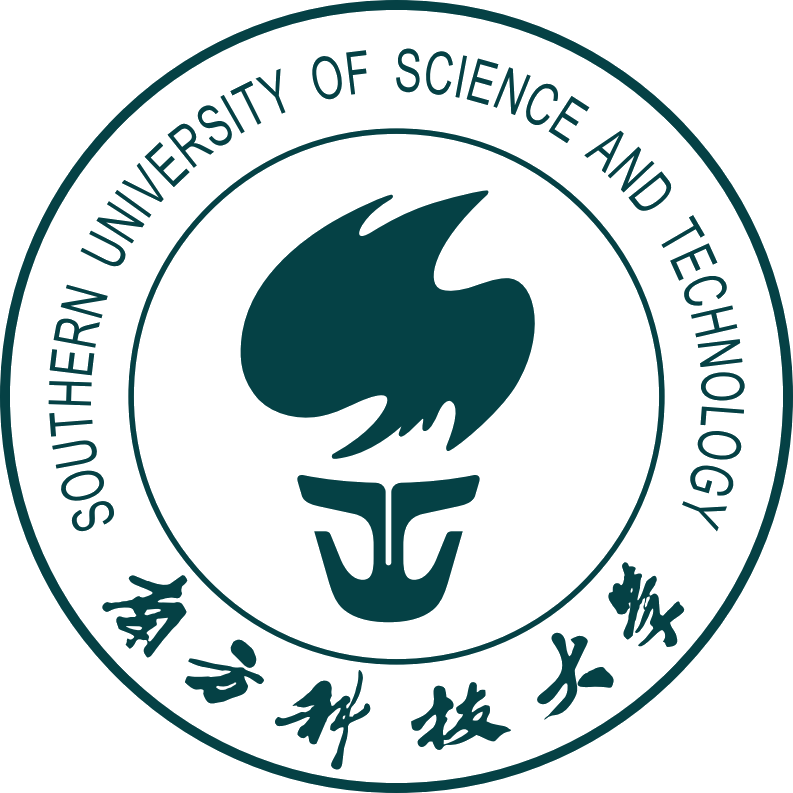 SOUTHERN UNIVERSITY OF SCIENCE AND TECHNOLOGY
南方科技大学